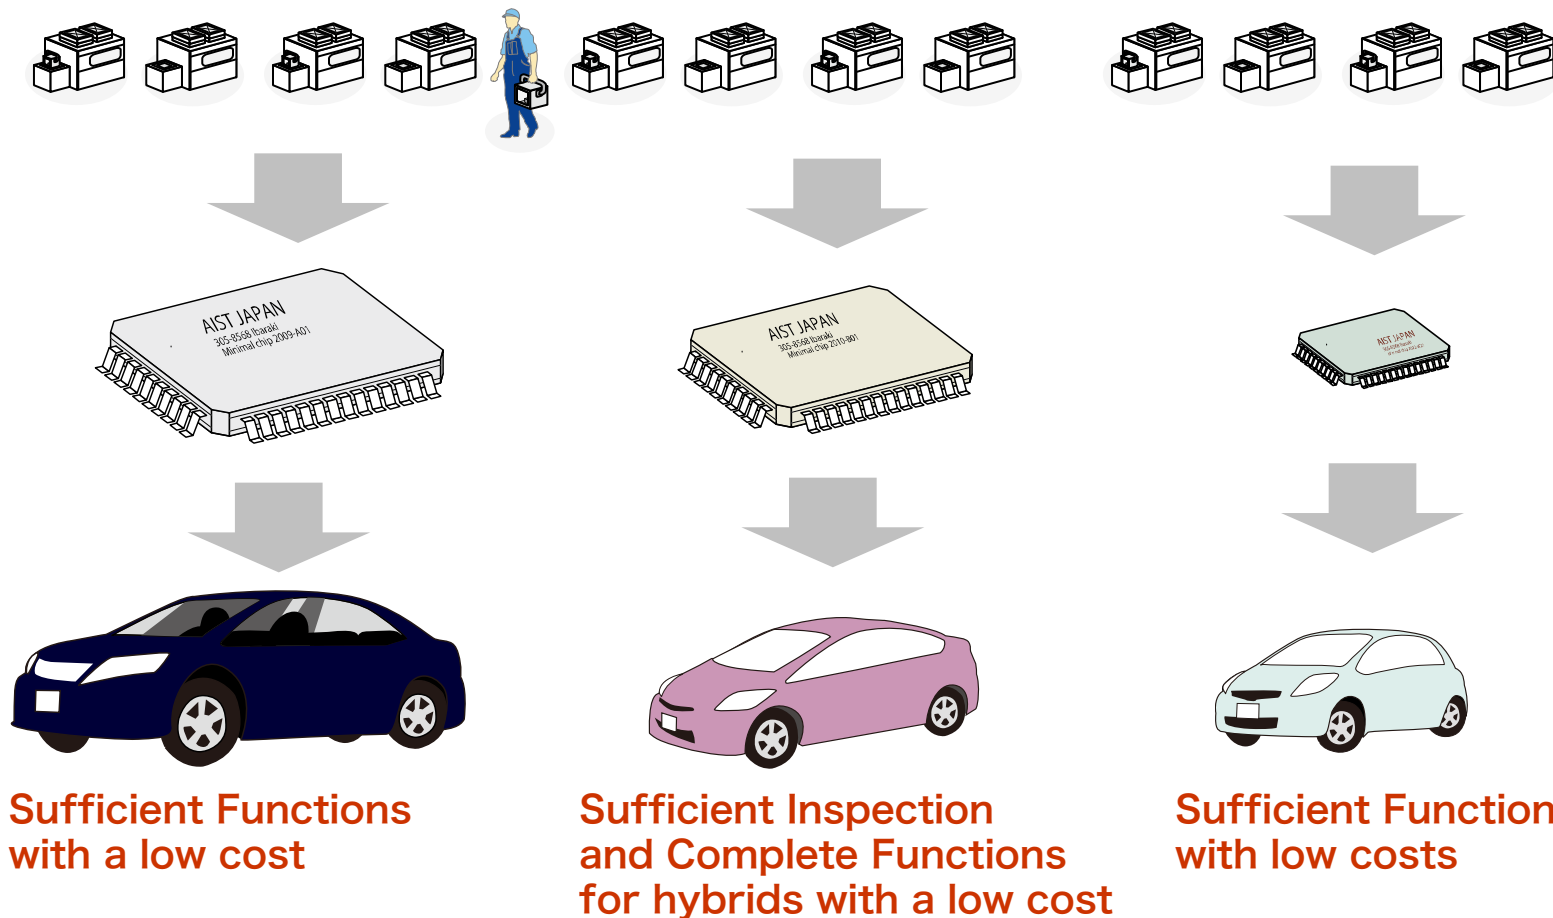 AIST JAPAN
305-8568 Ibaraki
Minimal chip 2009-A01
AIST JAPAN
305-8568 Ibaraki
Minimal chip 2010-B01
AIST JAPAN
Sufficient Functions
with a low cost
Sufficient Inspection
and Complete Functions
for hybrids with a low cost
Sufficient Function
with low costs